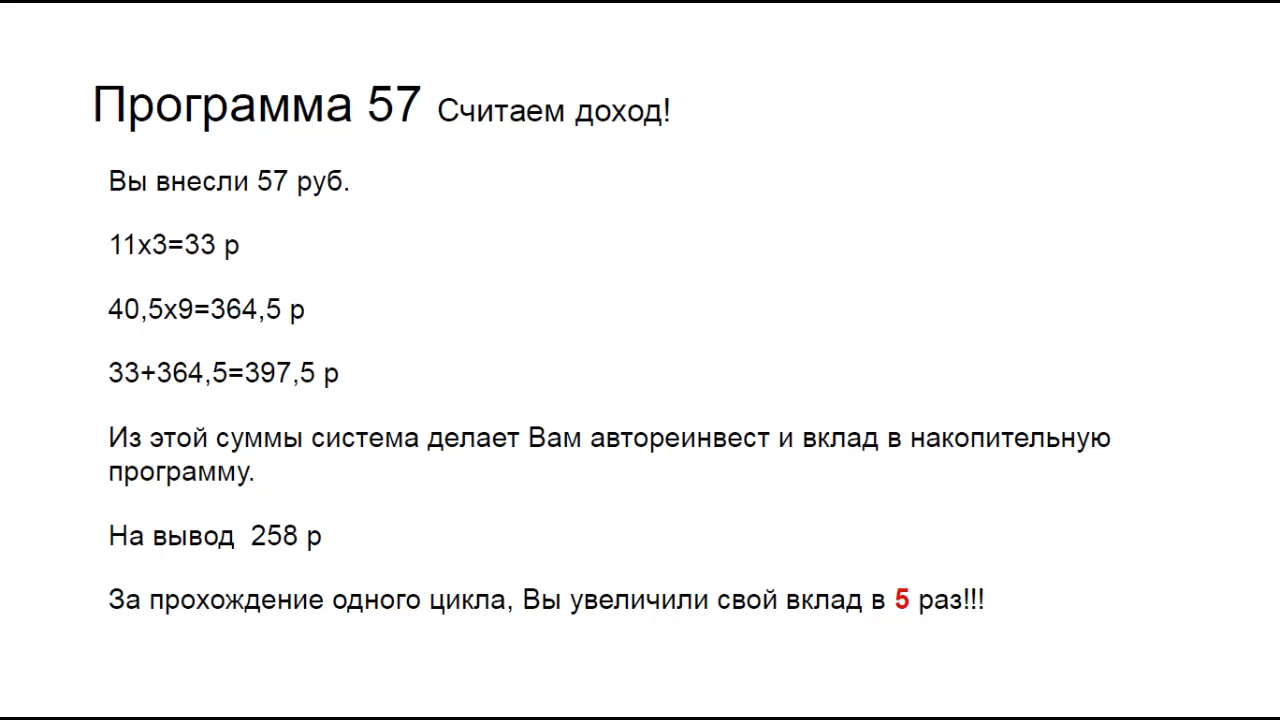 Программа 57 Считаем доход!
Вы внесли 57 руб.
11х3=33 р
40,5х9=364,5 р
33+364,5=397,5 р
Из этой суммы система делает Вам автореинвест и вклад в накопительную
программу.
На вывод  258 р
За прохождение одного цикла, Вы увеличили свой вклад в 5 раз!!!